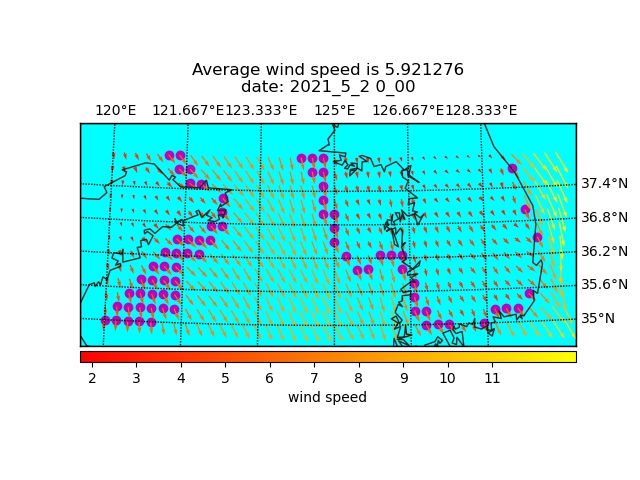 Average wind speed is 5.921276
date: 2021_5_2 0_00
120°E 121.667°E 123.333°E 125°E 126.667°E 128.333°E
37.4°N
36.8°N
36.2°N
35.6°N
35°N
2 3 4 5 6 7 8 9 10 11
wind speed